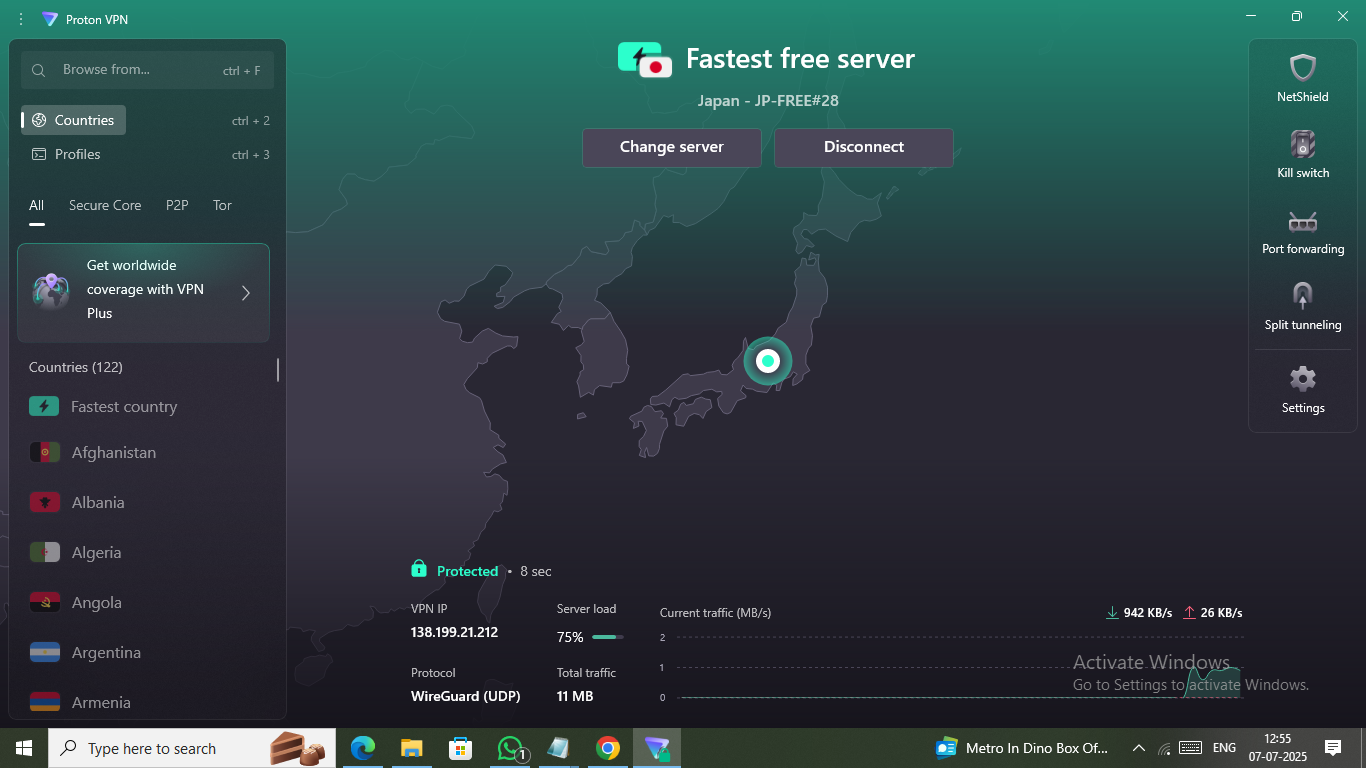 Proton VPN
Browse from...
ctrl + F
Countries
ctrl + 2
Profiles
ctrl + 3
All
Secure Core
P2P
Tor
Get worldwide
coverage with VPN
Plus
Countries (122)
Fastest country
Afghanistan
Albania
Algeria
Angola
Argentina
Armenia
Fastest free server
Japan - JP-FREE#28
Change server
Disconnect
NetShield
Kill switch
Port forwarding
Split tunneling
Settings
Protected • 8 sec
VPN IP
138.199.21.212
Server load
75%
Protocol
WireGuard (UDP)
Total traffic
11 MB
Current traffic (MB/s)
942 KB/s
26 KB/s
2
1
0
Activate Windows
Go to Settings to activate Windows.
Type here to search
1
Metro In Dino Box Of...
ENG
12:55
07-07-2025